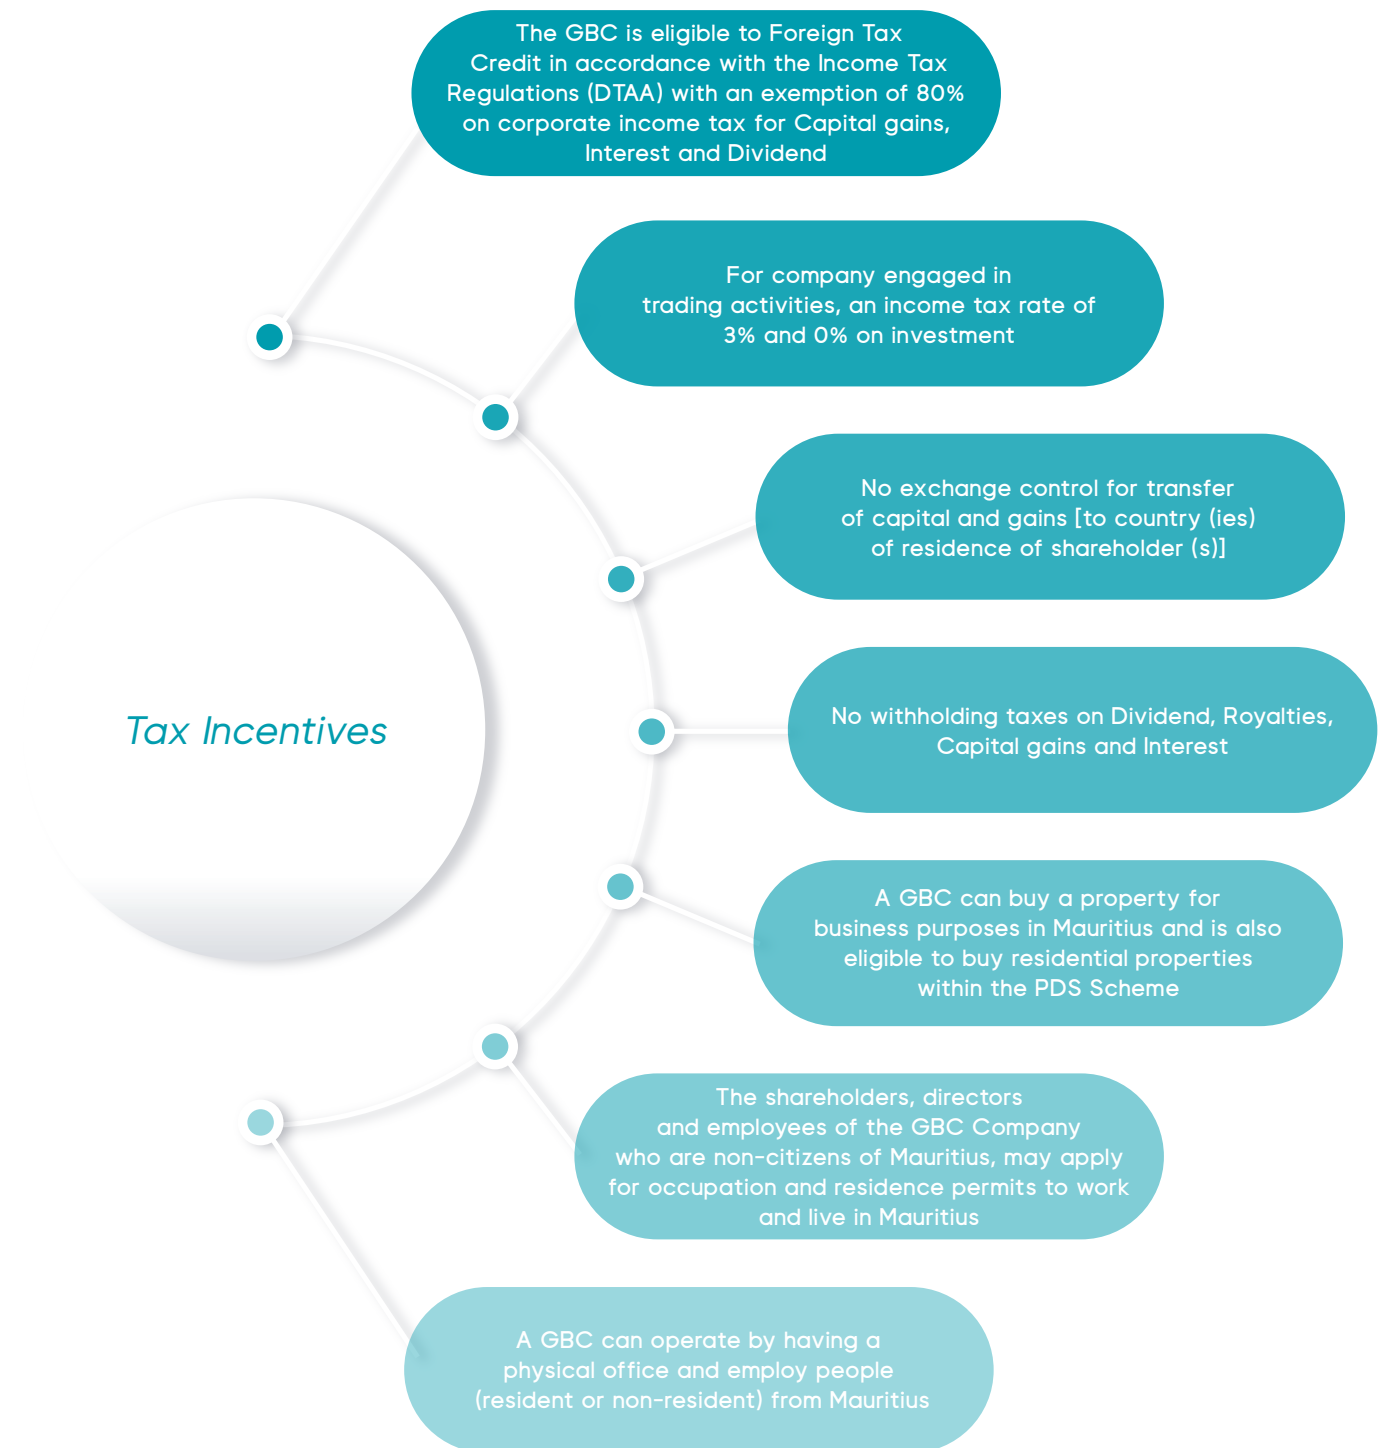 The GBC is eligible to Foreign Tax
Credit in accordance with the Income Tax
Regulations (DTAA) with an exemption of 80%
on corporate income tax for Capital gains,
Interest and Dividend
For company engaged in
trading activities, an income tax rate of
3% and 0% on investment
No exchange control for transfer
of capital and gains [to country (ies)
of residence of shareholder (s)]
Tax Incentives
No withholding taxes on Dividend, Royalties,
Capital gains and Interest
A GBC can buy a property for
business purposes in Mauritius and is also
eligible to buy residential properties
within the PDS Scheme
The shareholders, directors
and employees of the GBC Company
who are non-citizens of Mauritius, may apply
for occupation and residence permits to work
and live in Mauritius
A GBC can operate by having a
physical office and employ people
(resident or non-resident) from Mauritius